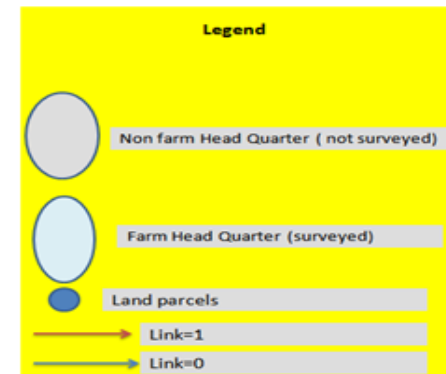 Legend
Non farm Head Quarter ( not surveyed)
Farm Head Quarter (surveyed)
Land parcels
Link=1
Link=0